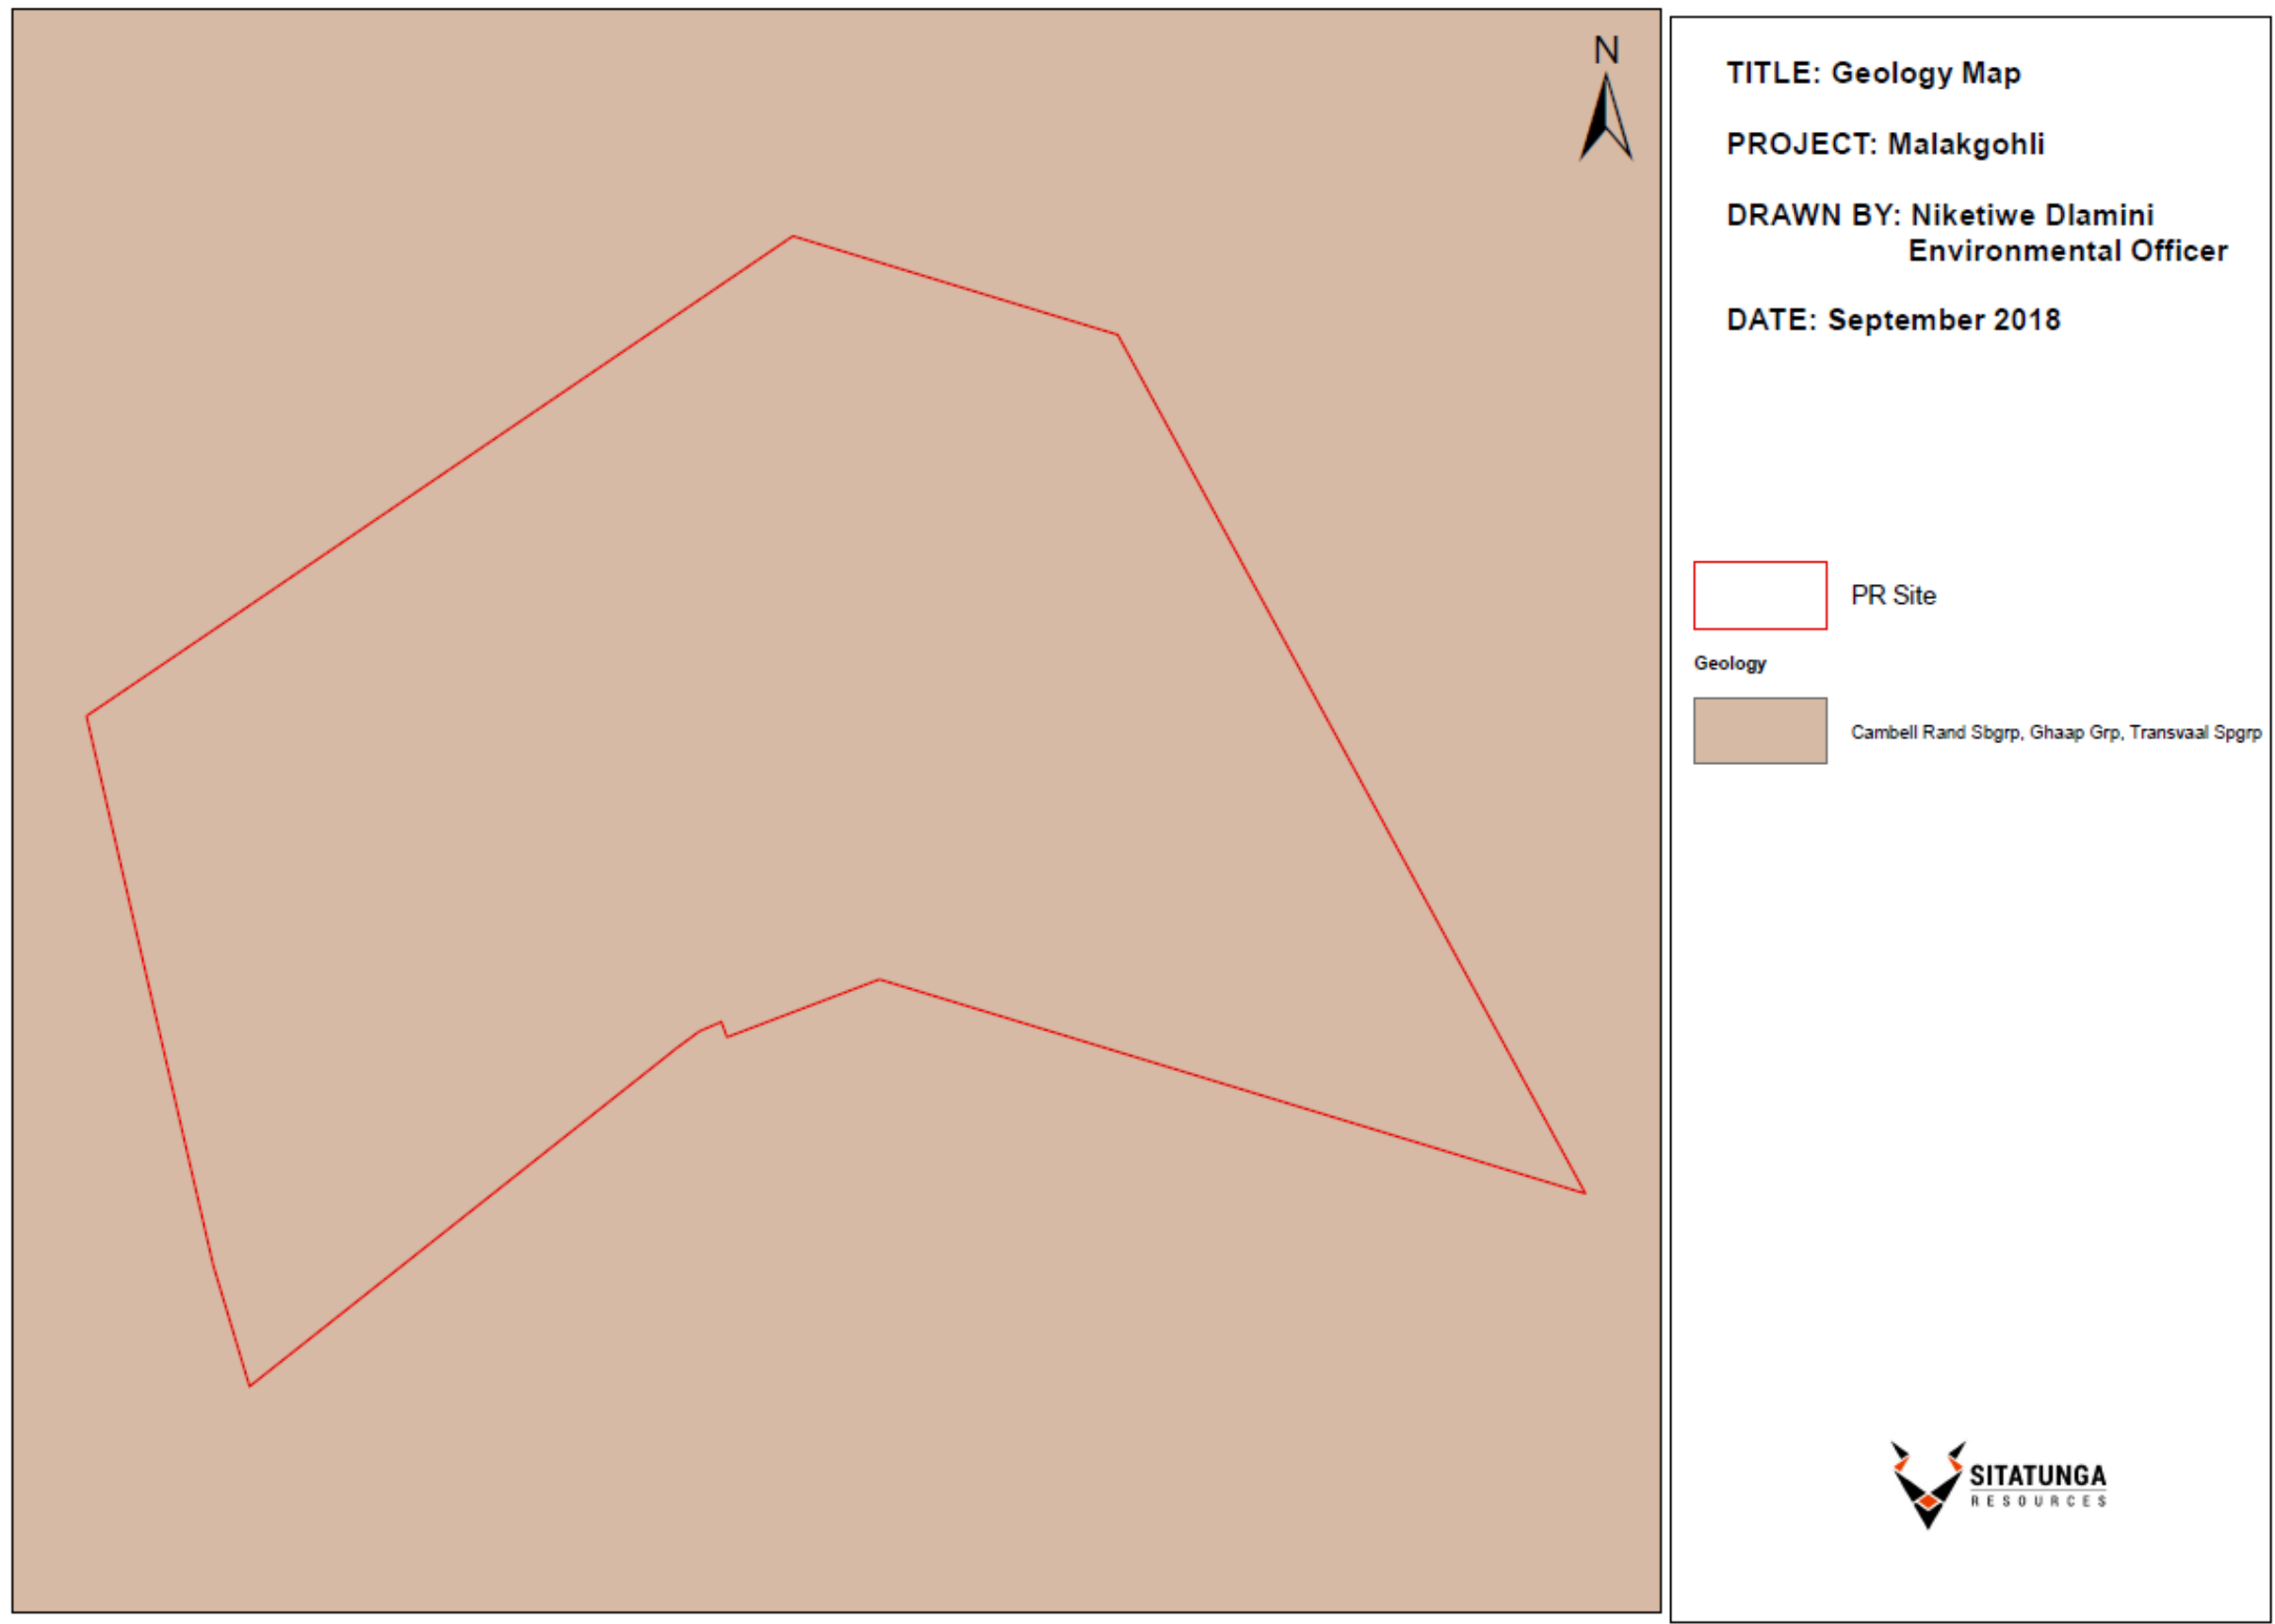 N
TITLE: Geology Map
PROJECT: Malakgohli
DRAWN BY: Niketiwe Dlamini
Environmental Officer
DATE: September 2018
PR Site
Geology
Cambell Rand Sbgrp, Ghaap Grp, Transvaal Spgrp
SITATUNGA
RESOURCES